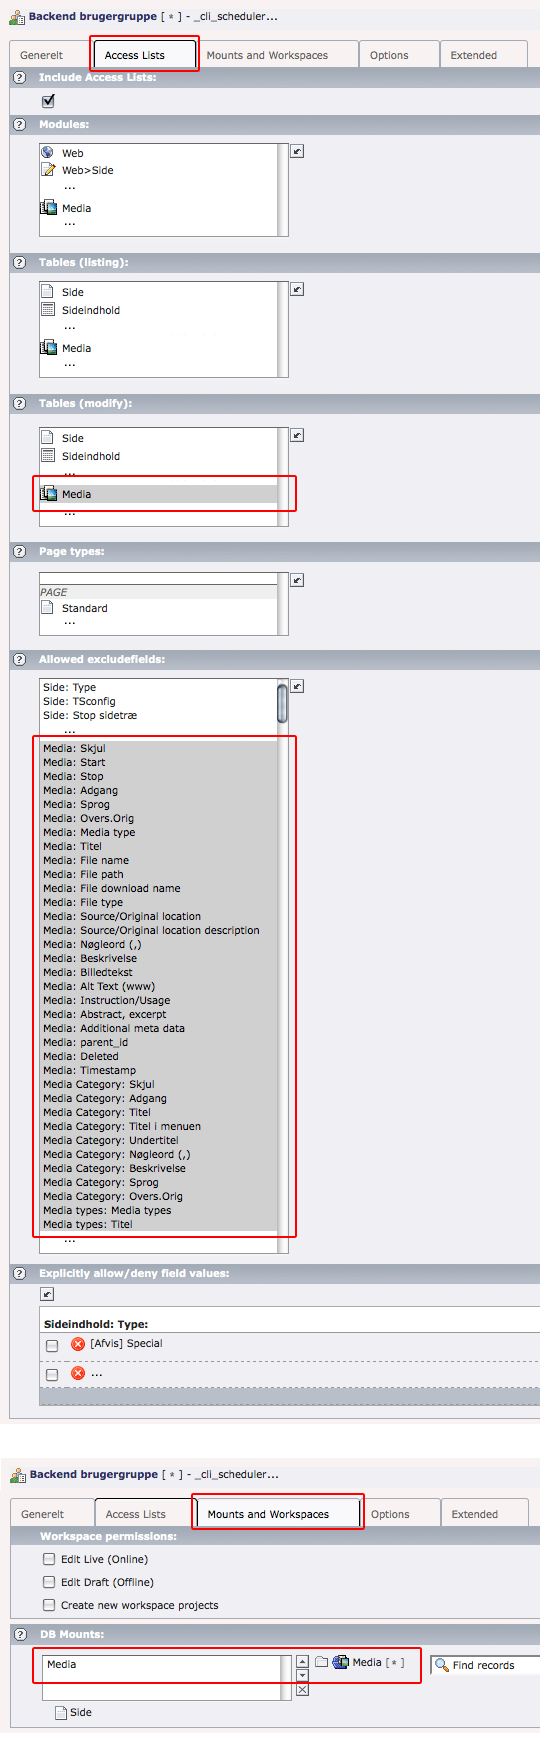 Backend brugergruppe [ * ] - _cli_scheduler...
Generelt Access Lists Mounts and Workspaces Options Extended
Include Access Lists:
Modules:
Web
Web>Side
...
Media
...
Tables (listing):
Side
Sideindhold
...
Media
...
Tables (modify):
Side
Sideindhold
...
Media
...
Page types:
PAGE
Standard
...
Allowed excludefields:
Side: Type
Side: TSconfig
Side: Stop sidetræ
...
Media: Skjul
Media: Start
Media: Stop
Media: Adgang
Media: Sprog
Media: Overs.Orig
Media: Media type
Media: Titel
Media: File name
Media: File path
Media: File download name
Media: File type
Media: Source/Original location
Media: Source/Original location description
Media: Nøgleord (,)
Media: Beskrivelse
Media: Billedtekst
Media: Alt Text (www)
Media: Instruction/Usage
Media: Abstract, excerpt
Media: Additional meta data
Media: parent_id
Media: Deleted
Media: Timestamp
Media Category: Skjul
Media Category: Adgang
Media Category: Titel
Media Category: Titel i menuen
Media Category: Undertitel
Media Category: Nøgleord (,)
Media Category: Beskrivelse
Media Category: Sprog
Media Category: Overs.Orig
Media types: Media types
Media types: Titel
...
Explicitly allow/deny field values:
Sideindhold: Type:
[Afvis] Special
...
Backend brugergruppe [ * ] - _cli_scheduler...
Generelt Access Lists Mounts and Workspaces Options Extended
Workspace permissions:
Edit Live (Online)
Edit Draft (Offline)
Create new workspace projects
DB Mounts:
Media Media [ * ] Find records
Side